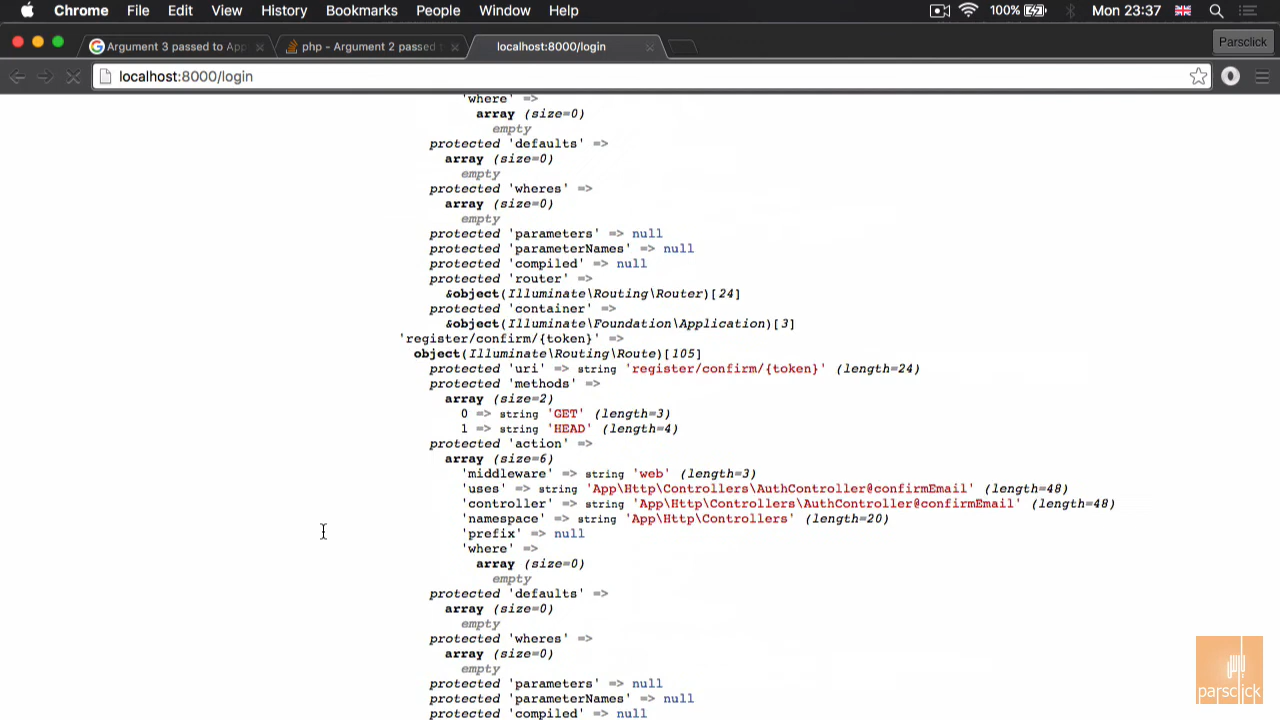 Chrome File Edit View History Bookmarks People Window Help 100% Mon 23:37
Argument 3 passed to App php - Argument 2 passed t localhost:8000/login Parsclick
localhost:8000/login
'where' =>
array (size=0)
empty
protected 'defaults' =>
array (size=0)
empty
protected 'wheres' =>
array (size=0)
empty
protected 'parameters' => null
protected 'parameterNames' => null
protected 'compiled' => null
protected 'router' =>
&object(Illuminate\Routing\Router)[24]
protected 'container' =>
&object(Illuminate\Foundation\Application)[3]
'register/confirm/{token}' =>
object(Illuminate\Routing\Route)[105]
protected 'uri' => string 'register/confirm/{token}' (length=24)
protected 'methods' =>
array (size=2)
0 => string 'GET' (length=3)
1 => string 'HEAD' (length=4)
protected 'action' =>
array (size=6)
'middleware' => string 'web' (length=3)
'uses' => string 'App\Http\Controllers\AuthController@confirmEmail' (length=48)
'controller' => string 'App\Http\Controllers\AuthController@confirmEmail' (length=48)
'namespace' => string 'App\Http\Controllers' (length=20)
'prefix' => null
'where' =>
array (size=0)
empty
protected 'defaults' =>
array (size=0)
empty
protected 'wheres' =>
array (size=0)
empty
protected 'parameters' => null
protected 'parameterNames' => null
protected 'compiled' => null
parsclick